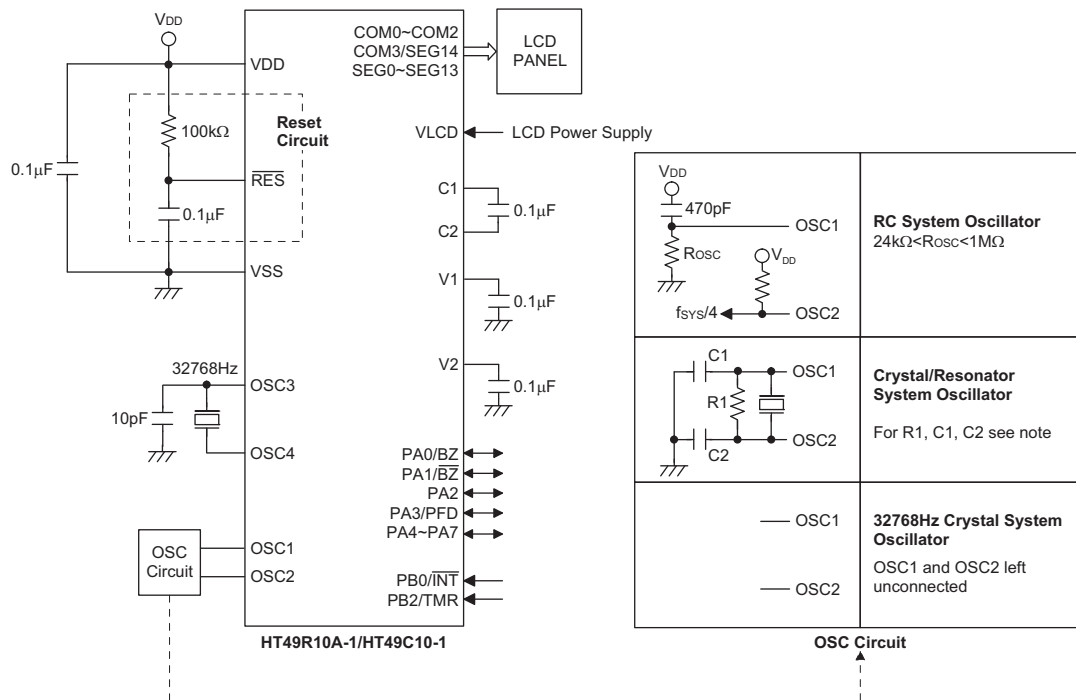 VDD
VDD
100kΩ
Reset
Circuit
0.1μF
RES
0.1μF
VSS
32768Hz
OSC3
10pF
OSC4
OSC
Circuit
OSC1
OSC2
COM0~COM2
COM3/SEG14
SEG0~SEG13
LCD
PANEL
VLCD
LCD Power Supply
C1
0.1μF
C2
V1
0.1μF
V2
0.1μF
PA0/BZ
PA1/BZ
PA2
PA3/PFD
PA4~PA7
PB0/INT
PB2/TMR
HT49R10A-1/HT49C10-1
VDD
470pF
OSC1
ROSC
VDD
fSYS/4
OSC2
RC System Oscillator
24kΩ<ROSC<1MΩ
C1
OSC1
R1
OSC2
C2
Crystal/Resonator
System Oscillator
For R1, C1, C2 see note
OSC1
OSC2
32768Hz Crystal System
Oscillator
OSC1 and OSC2 left
unconnected
OSC Circuit